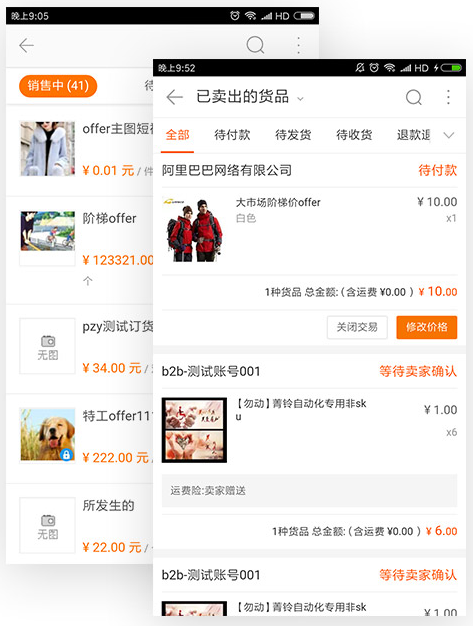 晚上9:05
HD
销售中 (41)
待
offer主图短视
¥ 0.01 元 / 件
阶梯offer
¥ 123321.00
个
无图
pzy测试订货
¥ 34.00 元 /
特工offer111
¥ 222.00 元 /
无图
所发生的
¥ 22.00 元 /
晚上9:52
HD
已卖出的货品
全部 待付款 待发货 待收货 退款退
阿里巴巴网络有限公司 待付款
大市场阶梯价offer ¥ 10.00
白色 x1
1种货品 总金额: (含运费 ¥0.00 ) ¥ 10.00
关闭交易 修改价格
b2b-测试账号001 等待卖家确认
【勿动】菁铃自动化专用非sk ¥ 1.00
u x6
运费险:卖家赠送
1种货品 总金额: (含运费 ¥0.00 ) ¥ 6.00
b2b-测试账号001 等待卖家确认
【勿动】菁铃自动化专用非sk ¥ 1.00